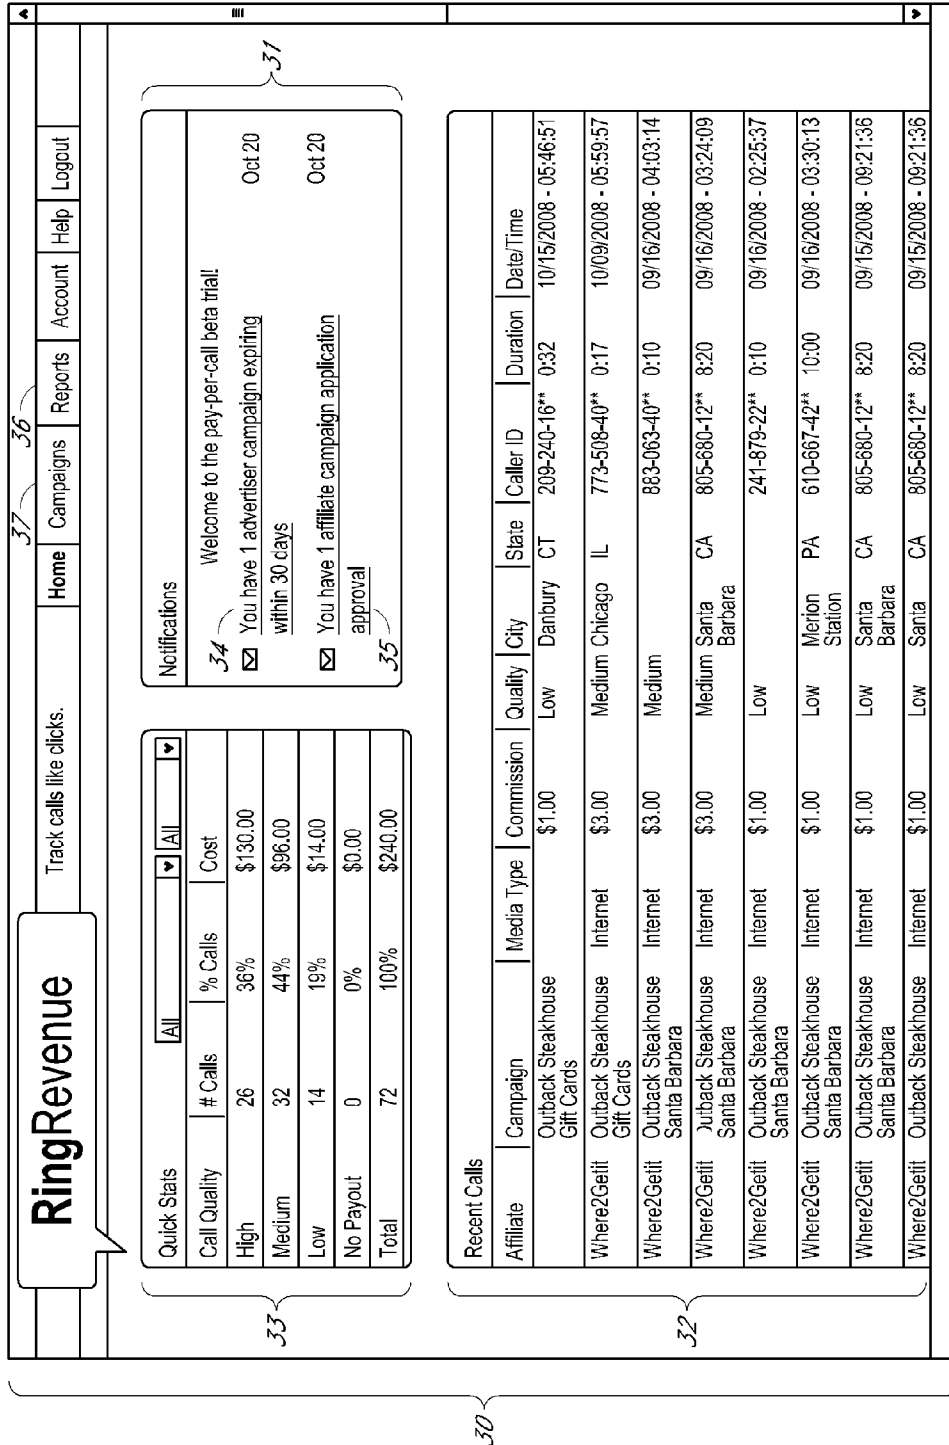 RingRevenue
Track calls like clicks.
Home Campaigns Reports Account Help Logout
37
36
Quick Stats All All
Call Quality # Calls % Calls Cost
High 26 36% $130.00
Medium 32 44% $96.00
Low 14 19% $14.00
No Payout 0 0% $0.00
Total 72 100% $240.00
33
Notifications
Welcome to the pay-per-call beta trial!
34
You have 1 advertiser campaign expiring Oct 20
within 30 days
You have 1 affiliate campaign application Oct 20
approval
35
31
Recent Calls
Affiliate Campaign Media Type Commission Quality City State Caller ID Duration Date/Time
Outback Steakhouse $1.00 Low Danbury CT 209-240-16** 0:32 10/15/2008 - 05:46:51
Gift Cards
Where2Getit Outback Steakhouse Internet $3.00 Medium Chicago IL 773-508-40** 0:17 10/09/2008 - 05:59:57
Gift Cards
Where2Getit Outback Steakhouse Internet $3.00 Medium 883-063-40** 0:10 09/16/2008 - 04:03:14
Santa Barbara
Where2Getit Outback Steakhouse Internet $3.00 Medium Santa CA 805-680-12** 8:20 09/16/2008 - 03:24:09
Santa Barbara Barbara
Where2Getit Outback Steakhouse Internet $1.00 Low 241-879-22** 0:10 09/16/2008 - 02:25:37
Santa Barbara
Where2Getit Outback Steakhouse Internet $1.00 Low Merion PA 610-667-42** 10:00 09/16/2008 - 03:30:13
Santa Barbara Station
Where2Getit Outback Steakhouse Internet $1.00 Low Santa CA 805-680-12** 8:20 09/15/2008 - 09:21:36
Santa Barbara Barbara
Where2Getit Outback Steakhouse Internet $1.00 Low Santa CA 805-680-12** 8:20 09/15/2008 - 09:21:36
32
30